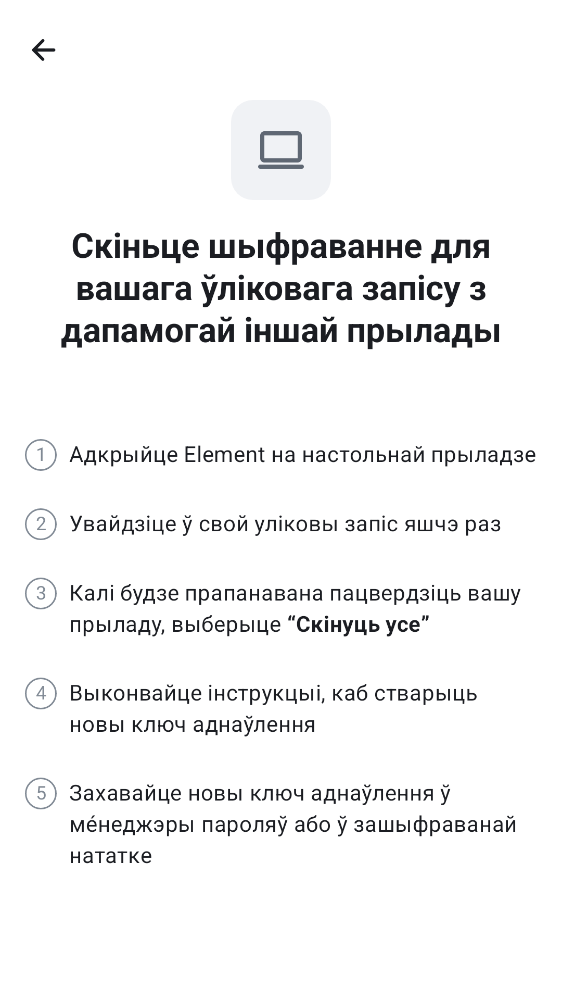 Скіньце шыфраванне для
вашага ўліковага запісу з
дапамогай іншай прылады
1 Адкрыйце Element на настольнай прыладзе
2 Увайдзіце ў свой уліковы запіс яшчэ раз
3 Калі будзе прапанавана пацвердзіць вашу
прыладу, выберыце “Скінуць усе”
4 Выконвайце інструкцыі, каб стварыць
новы ключ аднаўлення
5 Захавайце новы ключ аднаўлення ў
ме́неджэры пароляў або ў зашыфраванай
нататке